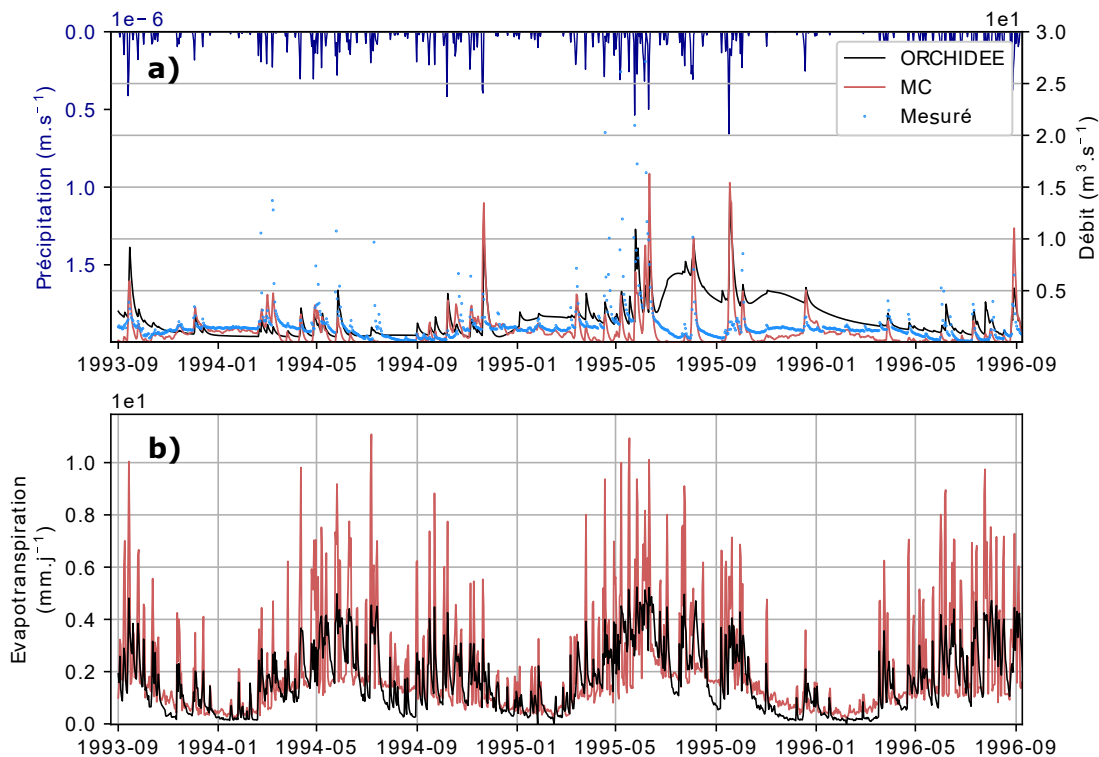 1e−6
1e1
0.0
0.5
1.0
1.5
Précipitation (m.s⁻¹)
a)
ORCHIDEE
MC
Mesuré
3.0
2.5
2.0
1.5
1.0
0.5
Débit (m³.s⁻¹)
1993-09 1994-01 1994-05 1994-09 1995-01 1995-05 1995-09 1996-01 1996-05 1996-09
1e1
b)
1.0
0.8
0.6
0.4
0.2
0.0
Evapotranspiration
(mm.j⁻¹)
1993-09 1994-01 1994-05 1994-09 1995-01 1995-05 1995-09 1996-01 1996-05 1996-09